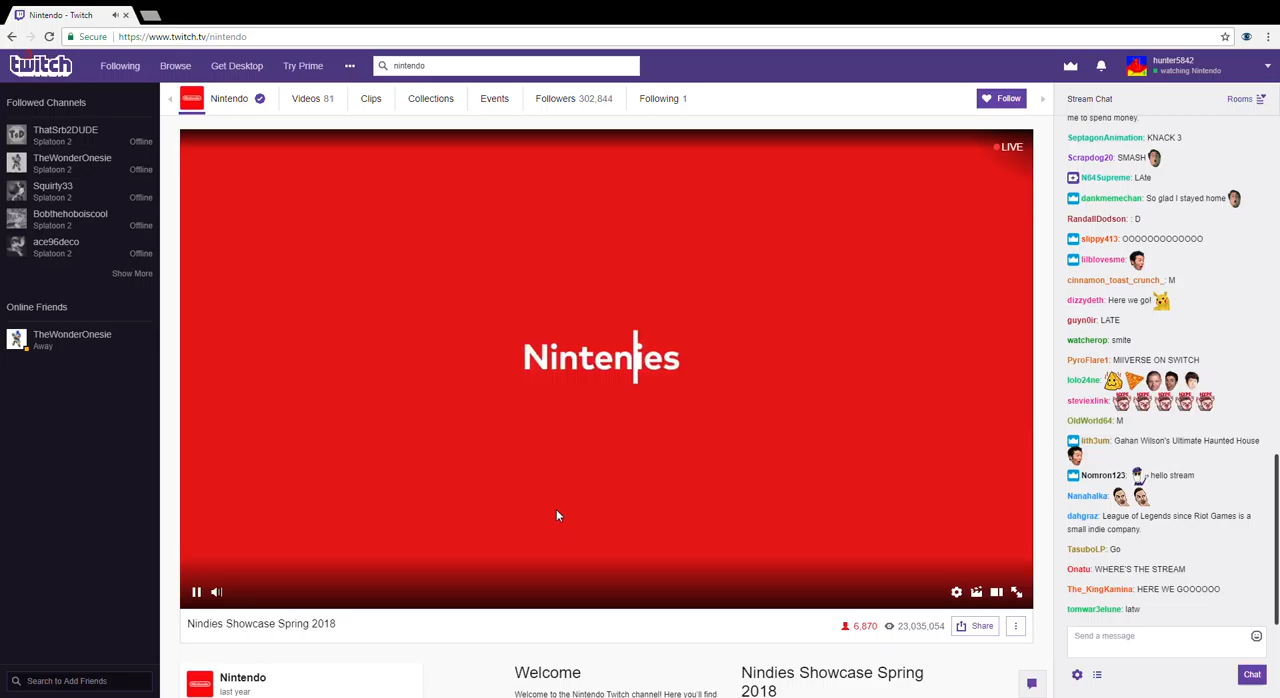 Nintendo - Twitch
Secure
https://www.twitch.tv/nintendo
twitch
Following
Browse
Get Desktop
Try Prime
nintendo
hunter5842
watching Nintendo
Followed Channels
ThatSrb2DUDE
Splatoon 2
Offline
TheWonderOnesie
Splatoon 2
Offline
Squirty33
Splatoon 2
Offline
Bobthehoboiscool
Splatoon 2
Offline
ace96deco
Splatoon 2
Offline
Show More
Online Friends
TheWonderOnesie
Away
Search to Add Friends
Nintendo
Videos 81
Clips
Collections
Events
Followers 302,844
Following 1
Follow
LIVE
Nintenies
Nindies Showcase Spring 2018
6,870
23,035,054
Share
Nintendo
last year
Welcome
Welcome to the Nintendo Twitch channel! Here you'll find
Nindies Showcase Spring
2018
Stream Chat
Rooms
me to spend money.
SeptagonAnimation: KNACK 3
Scrapdog20: SMASH
N64Supreme: LAte
dankmemechan: So glad I stayed home
RandallDodson: : D
slippy413: OOOOOOOOOOOOO
lilblovesme:
cinnamon_toast_crunch_: M
dizzydeth: Here we go!
guyn0ir: LATE
watcherop: smite
PyroFlare1: MIIVERSE ON SWITCH
lolo24ne:
steviexlink:
OldWorld64: M
lith3um: Gahan Wilson's Ultimate Haunted House
Nomron123: hello stream
Nanahalka:
dahgraz: League of Legends since Riot Games is a
small indie company.
TasuboLP: Go
Onatu: WHERE'S THE STREAM
The_KingKamina: HERE WE GOOOOOO
tomwar3elune: latw
Send a message
Chat